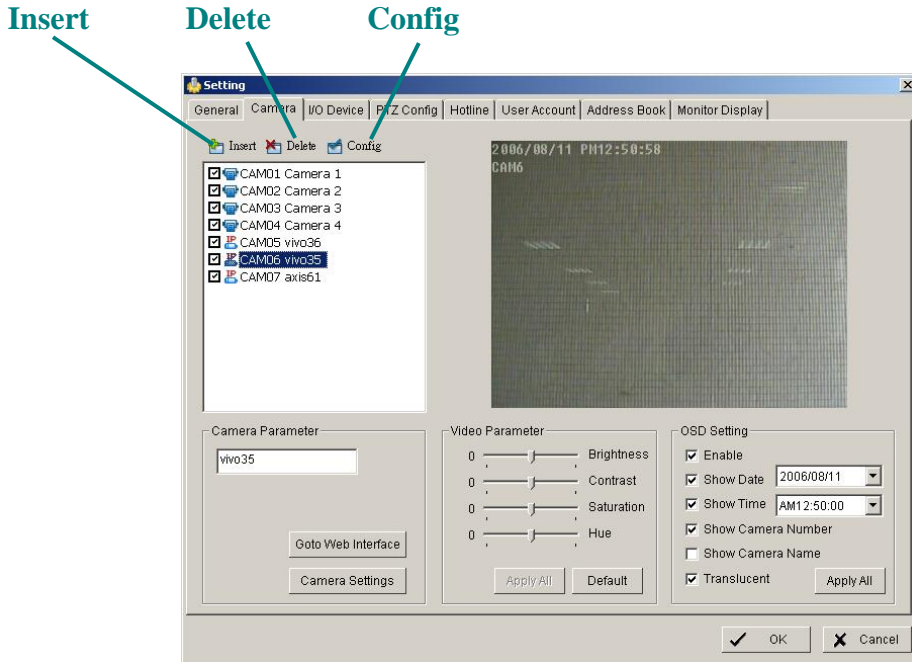 Insert Delete Config
Setting
General Camera I/O Device PTZ Config Hotline User Account Address Book Monitor Display
Insert Delete Config
CAM01 Camera 1
CAM02 Camera 2
CAM03 Camera 3
CAM04 Camera 4
IP CAM05 vivo36
IP CAM06 vivo35
IP CAM07 axis61
2006/08/11 PM12:50:58
CAM6
Camera Parameter
vivo35
Goto Web Interface
Camera Settings
Video Parameter
0 Brightness
0 Contrast
0 Saturation
0 Hue
Apply All Default
OSD Setting
Enable
Show Date 2006/08/11
Show Time AM12:50:00
Show Camera Number
Show Camera Name
Translucent Apply All
OK Cancel